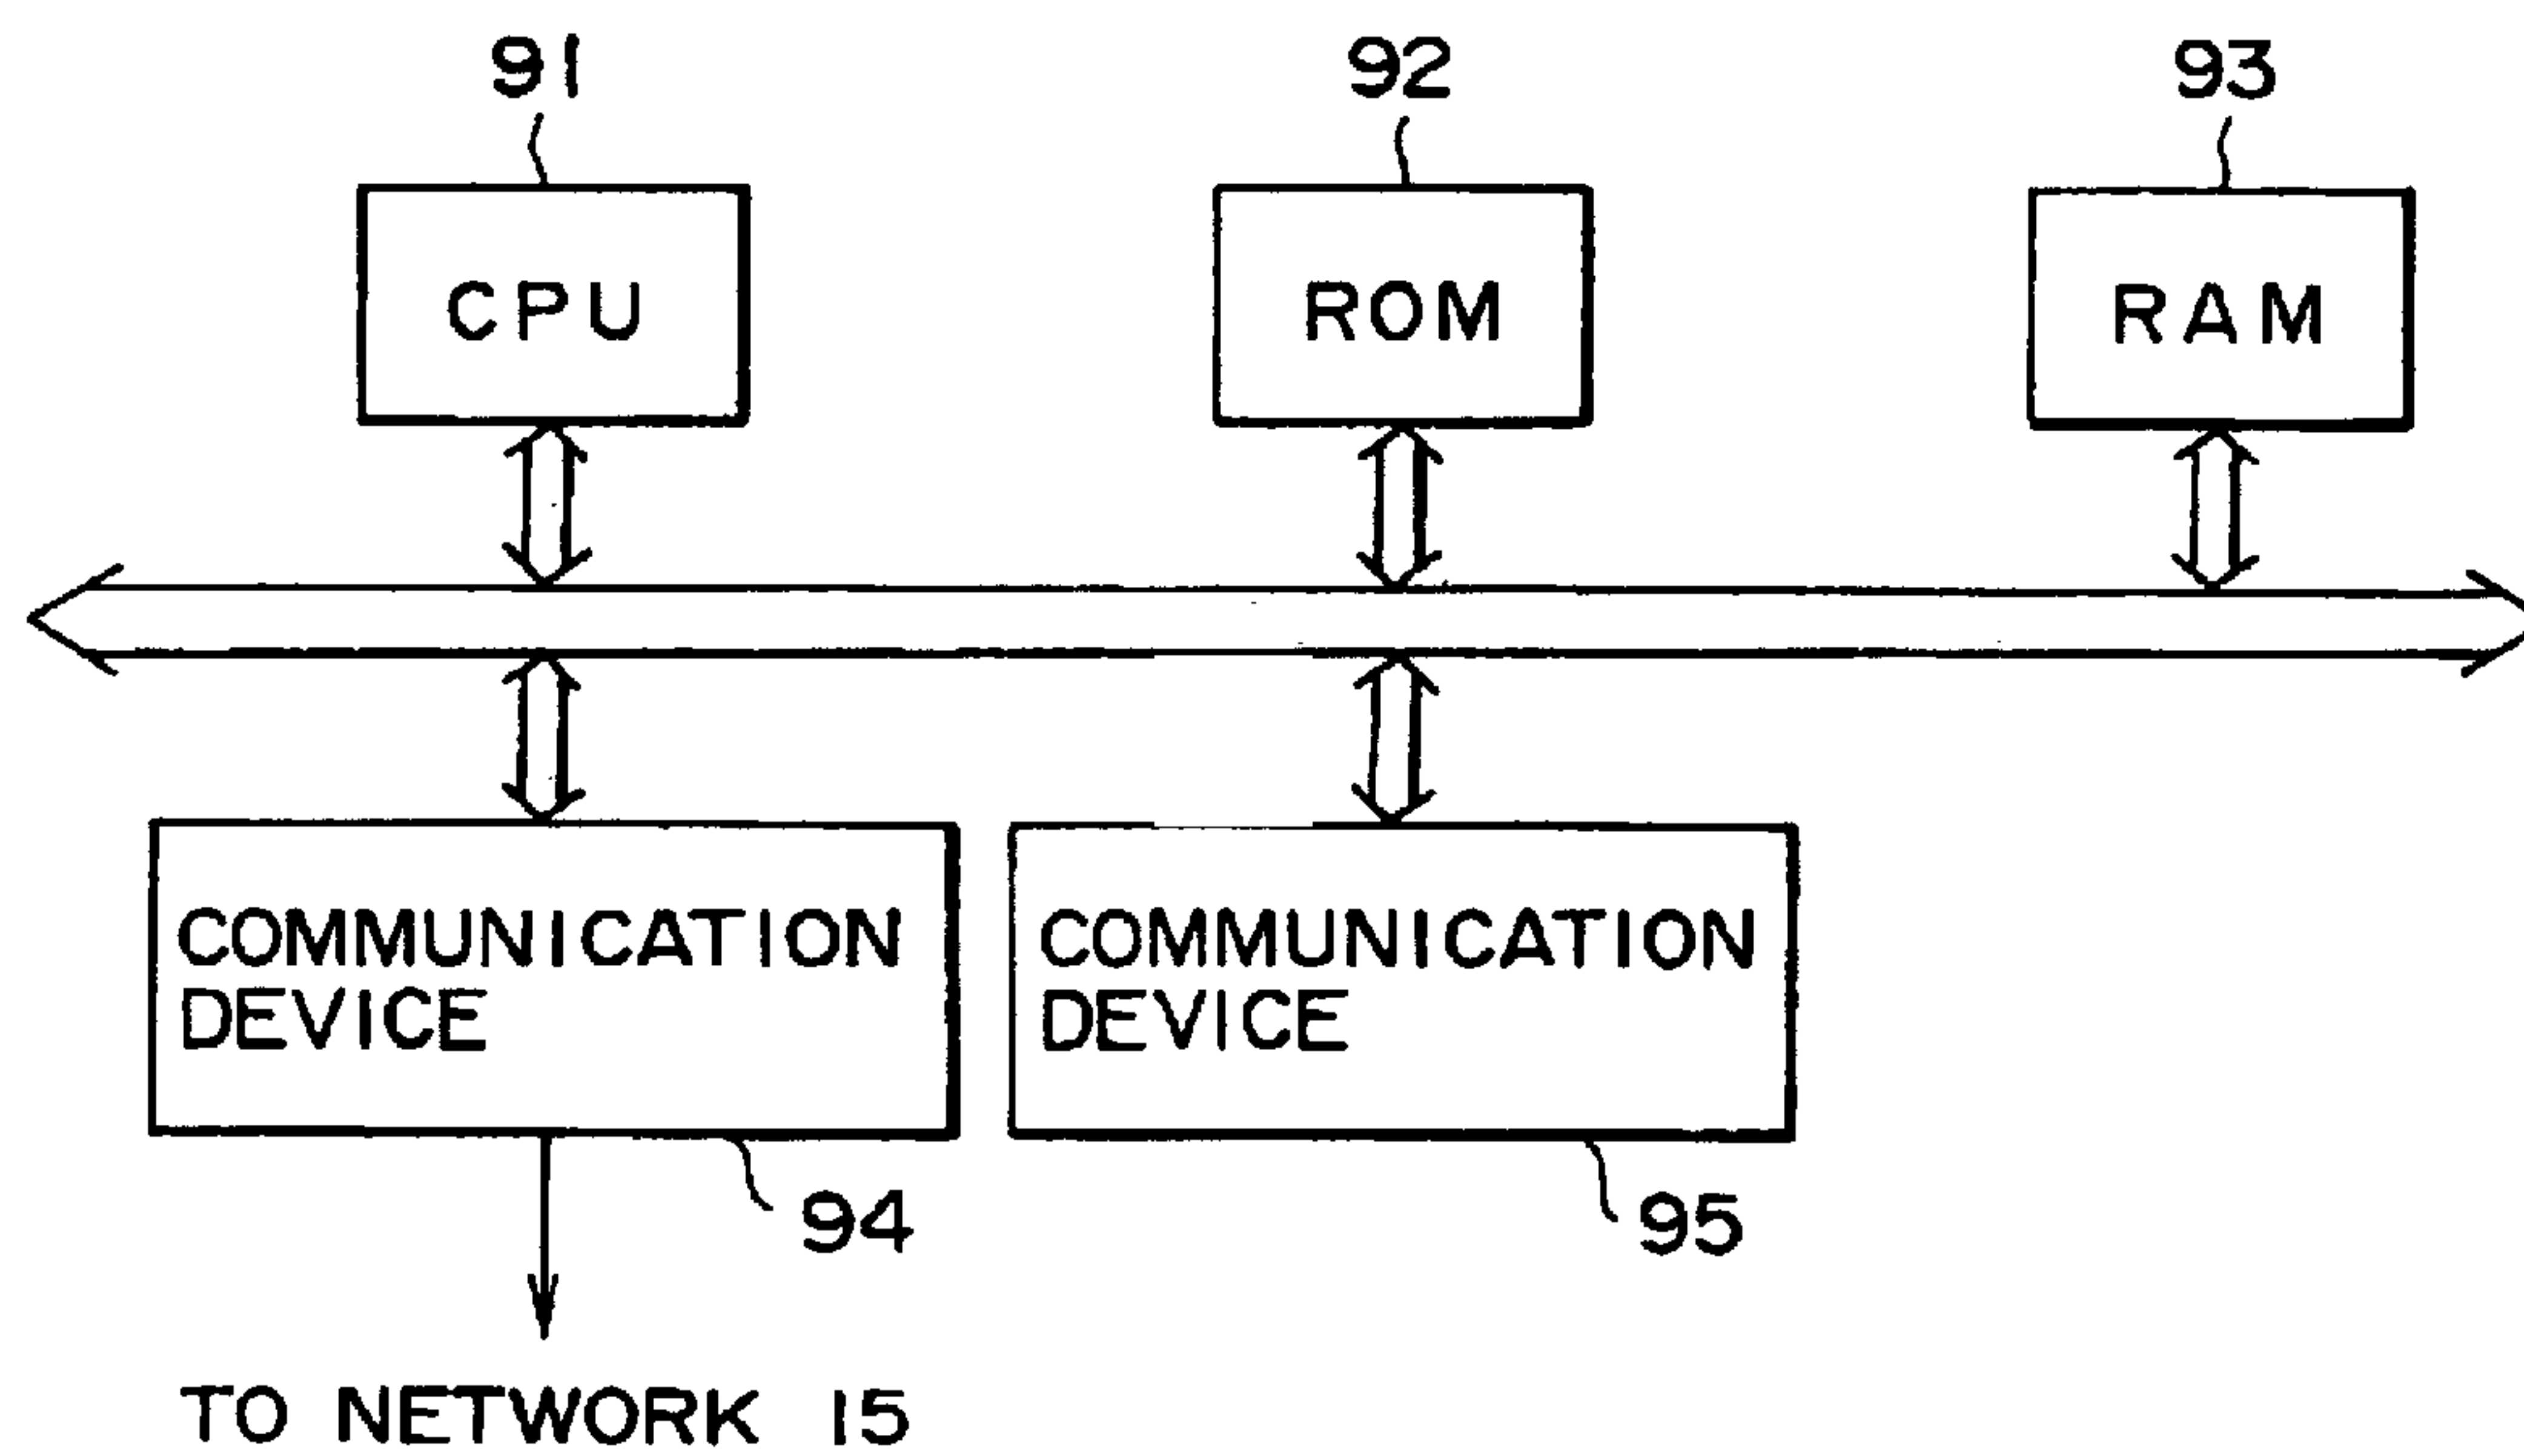 91
92
93
CPU
ROM
RAM
COMMUNICATION
DEVICE
COMMUNICATION
DEVICE
94
95
TO NETWORK 15